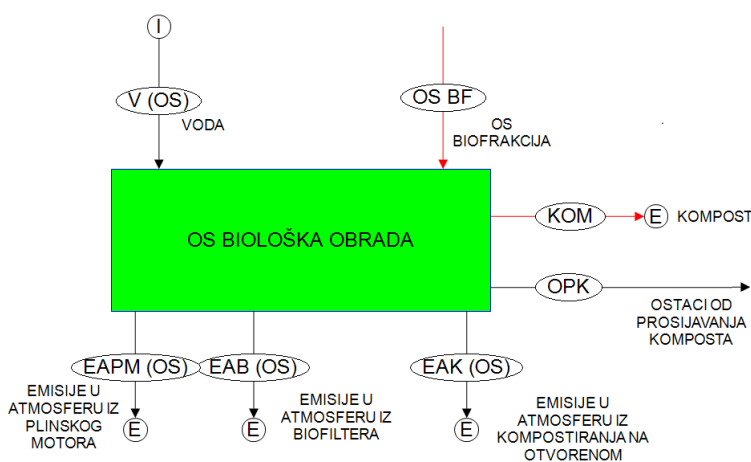 I
V (OS)
VODA
OS BF
OS
BIOFRAKCIJA
OS BIOLOŠKA OBRADA
KOM
E
KOMPOST
OPK
OSTACI OD
PROSIJAVANJA
KOMPOSTA
EAPM (OS)
EAB (OS)
EAK (OS)
EMISIJE U
ATMOSFERU IZ
PLINSKOG
MOTORA
E
EMISIJE U
ATMOSFERU IZ
BIOFILTERA
E
EMISIJE U
ATMOSFERU IZ
KOMPOSTIRANJA NA
OTVORENOM
E